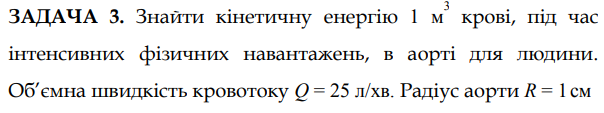 ЗАДАЧА 3. Знайти кінетичну енергію 1 м³ крові, під час
інтенсивних фізичних навантажень, в аорті для людини.
Об’ємна швидкість кровотоку Q = 25 л/хв. Радіус аорти R = 1 см